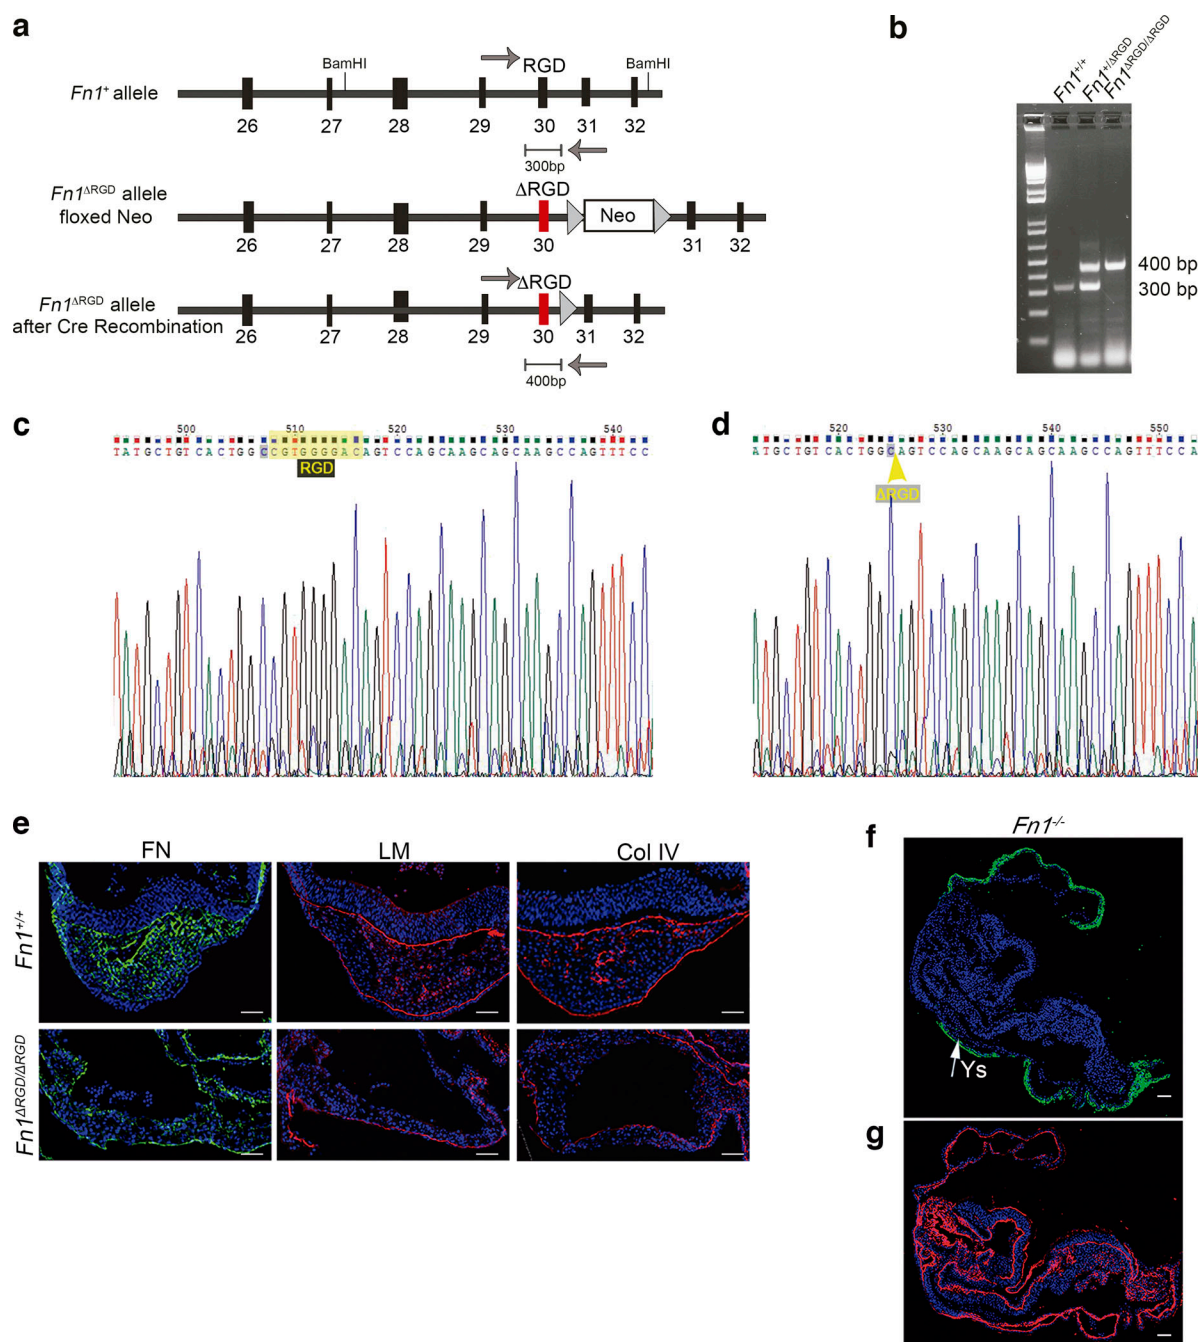 a
BamHI
RGD
BamHI
Fn1+ allele
26 27 28 29 30 31 32
300bp
Fn1ΔRGD allele
floxed Neo
ΔRGD
Neo
26 27 28 29 30 31 32
Fn1ΔRGD allele
after Cre Recombination
ΔRGD
26 27 28 29 30 31 32
400bp
b
Fn1+/+
Fn1+/ΔRGD
Fn1ΔRGD/ΔRGD
400 bp
300 bp
c
500 510 520 530 540
TATGCTGTCACTGGCCGTGGGGACAGTCCAGCAAGCAGCAAGCCAGTTTCC
RGD
d
520 530 540 550
ATGCTGTCACTGGCAGTCCAGCAAGCAGCAAGCCAGTTTCCA
ΔRGD
e
FN LM Col IV
Fn1+/+
Fn1ΔRGD/ΔRGD
Fn1-/-
f
Ys
g